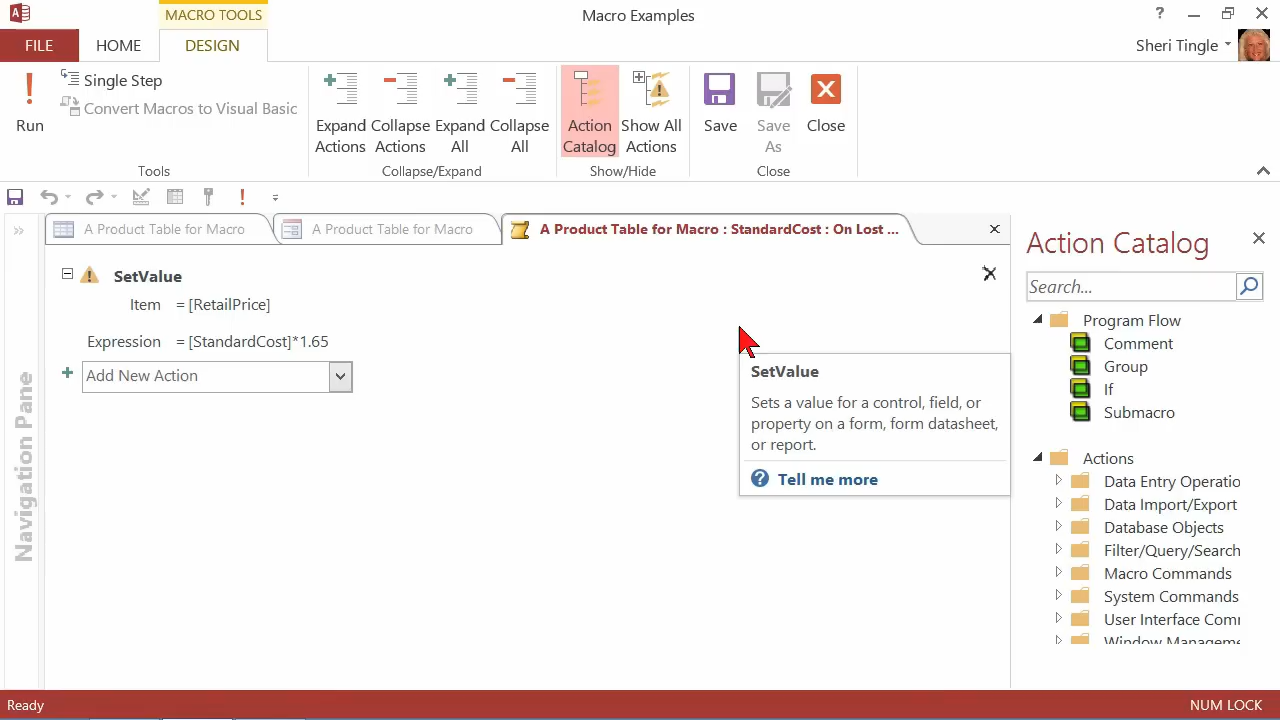 MACRO TOOLS
Macro Examples
?
FILE
HOME
DESIGN
Sheri Tingle
Run
Single Step
Convert Macros to Visual Basic
Tools
Expand Actions
Collapse Actions
Expand All
Collapse All
Collapse/Expand
Action Catalog
Show All Actions
Show/Hide
Save
Save As
Close
Close
A Product Table for Macro
A Product Table for Macro
A Product Table for Macro : StandardCost : On Lost ...
Navigation Pane
SetValue
Item = [RetailPrice]
Expression = [StandardCost]*1.65
Add New Action
SetValue
Sets a value for a control, field, or
property on a form, form datasheet,
or report.
Tell me more
Action Catalog
Search...
Program Flow
Comment
Group
If
Submacro
Actions
Data Entry Operatio
Data Import/Export
Database Objects
Filter/Query/Search
Macro Commands
System Commands
User Interface Com
Window Manageme
Ready
NUM LOCK